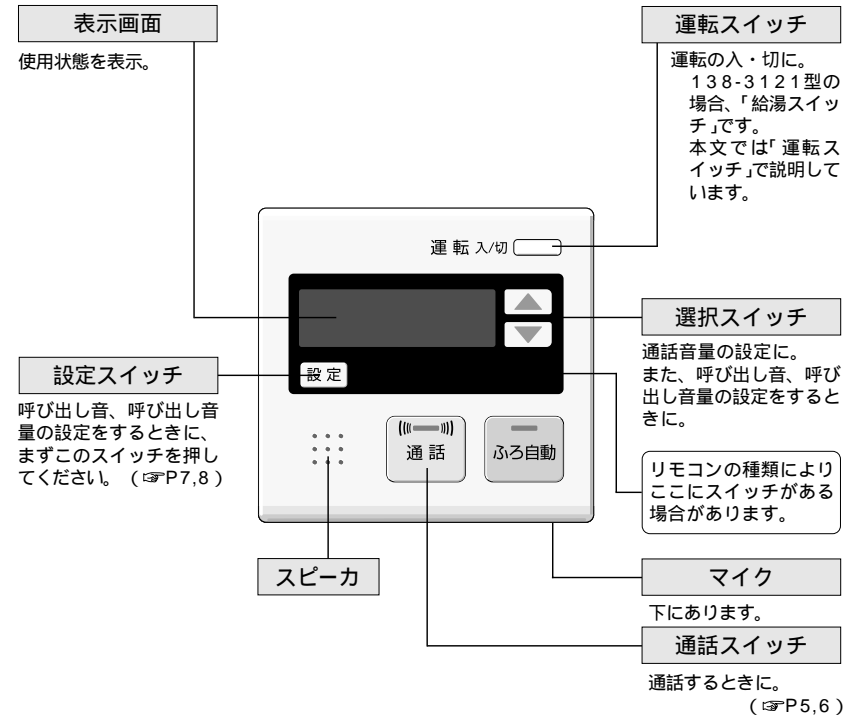 表示画面
使用状態を表示。
運転スイッチ
運転の入・切に。
138-3121型の
場合、「給湯スイッ
チ」です。
本文では「運転ス
イッチ」で説明して
います。
運転 入/切
選択スイッチ
通話音量の設定に。
また、呼び出し音、呼び
出し音量の設定をすると
きに。
設定スイッチ
呼び出し音、呼び出し音
量の設定をするときに、
まずこのスイッチを押し
てください。(☞P7,8)
設定
通話
ふろ自動
リモコンの種類により
ここにスイッチがある
場合があります。
スピーカ
マイク
下にあります。
通話スイッチ
通話するときに。
(☞P5,6)